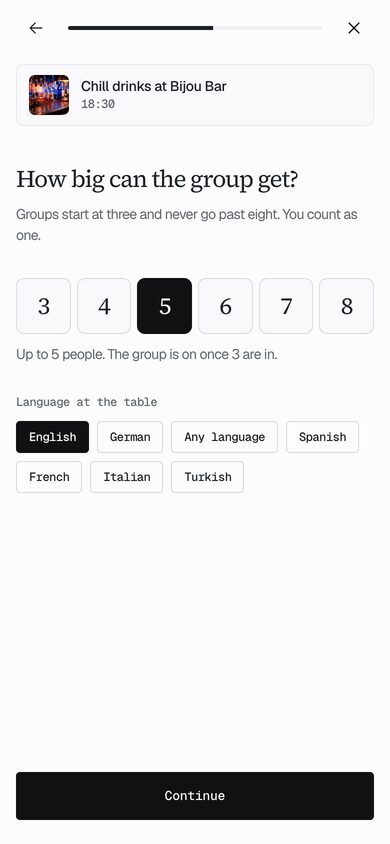 Chill drinks at Bijou Bar
18:30
How big can the group get?
Groups start at three and never go past eight. You count as
one.
3 4 5 6 7 8
Up to 5 people. The group is on once 3 are in.
Language at the table
English German Any language Spanish
French Italian Turkish
Continue